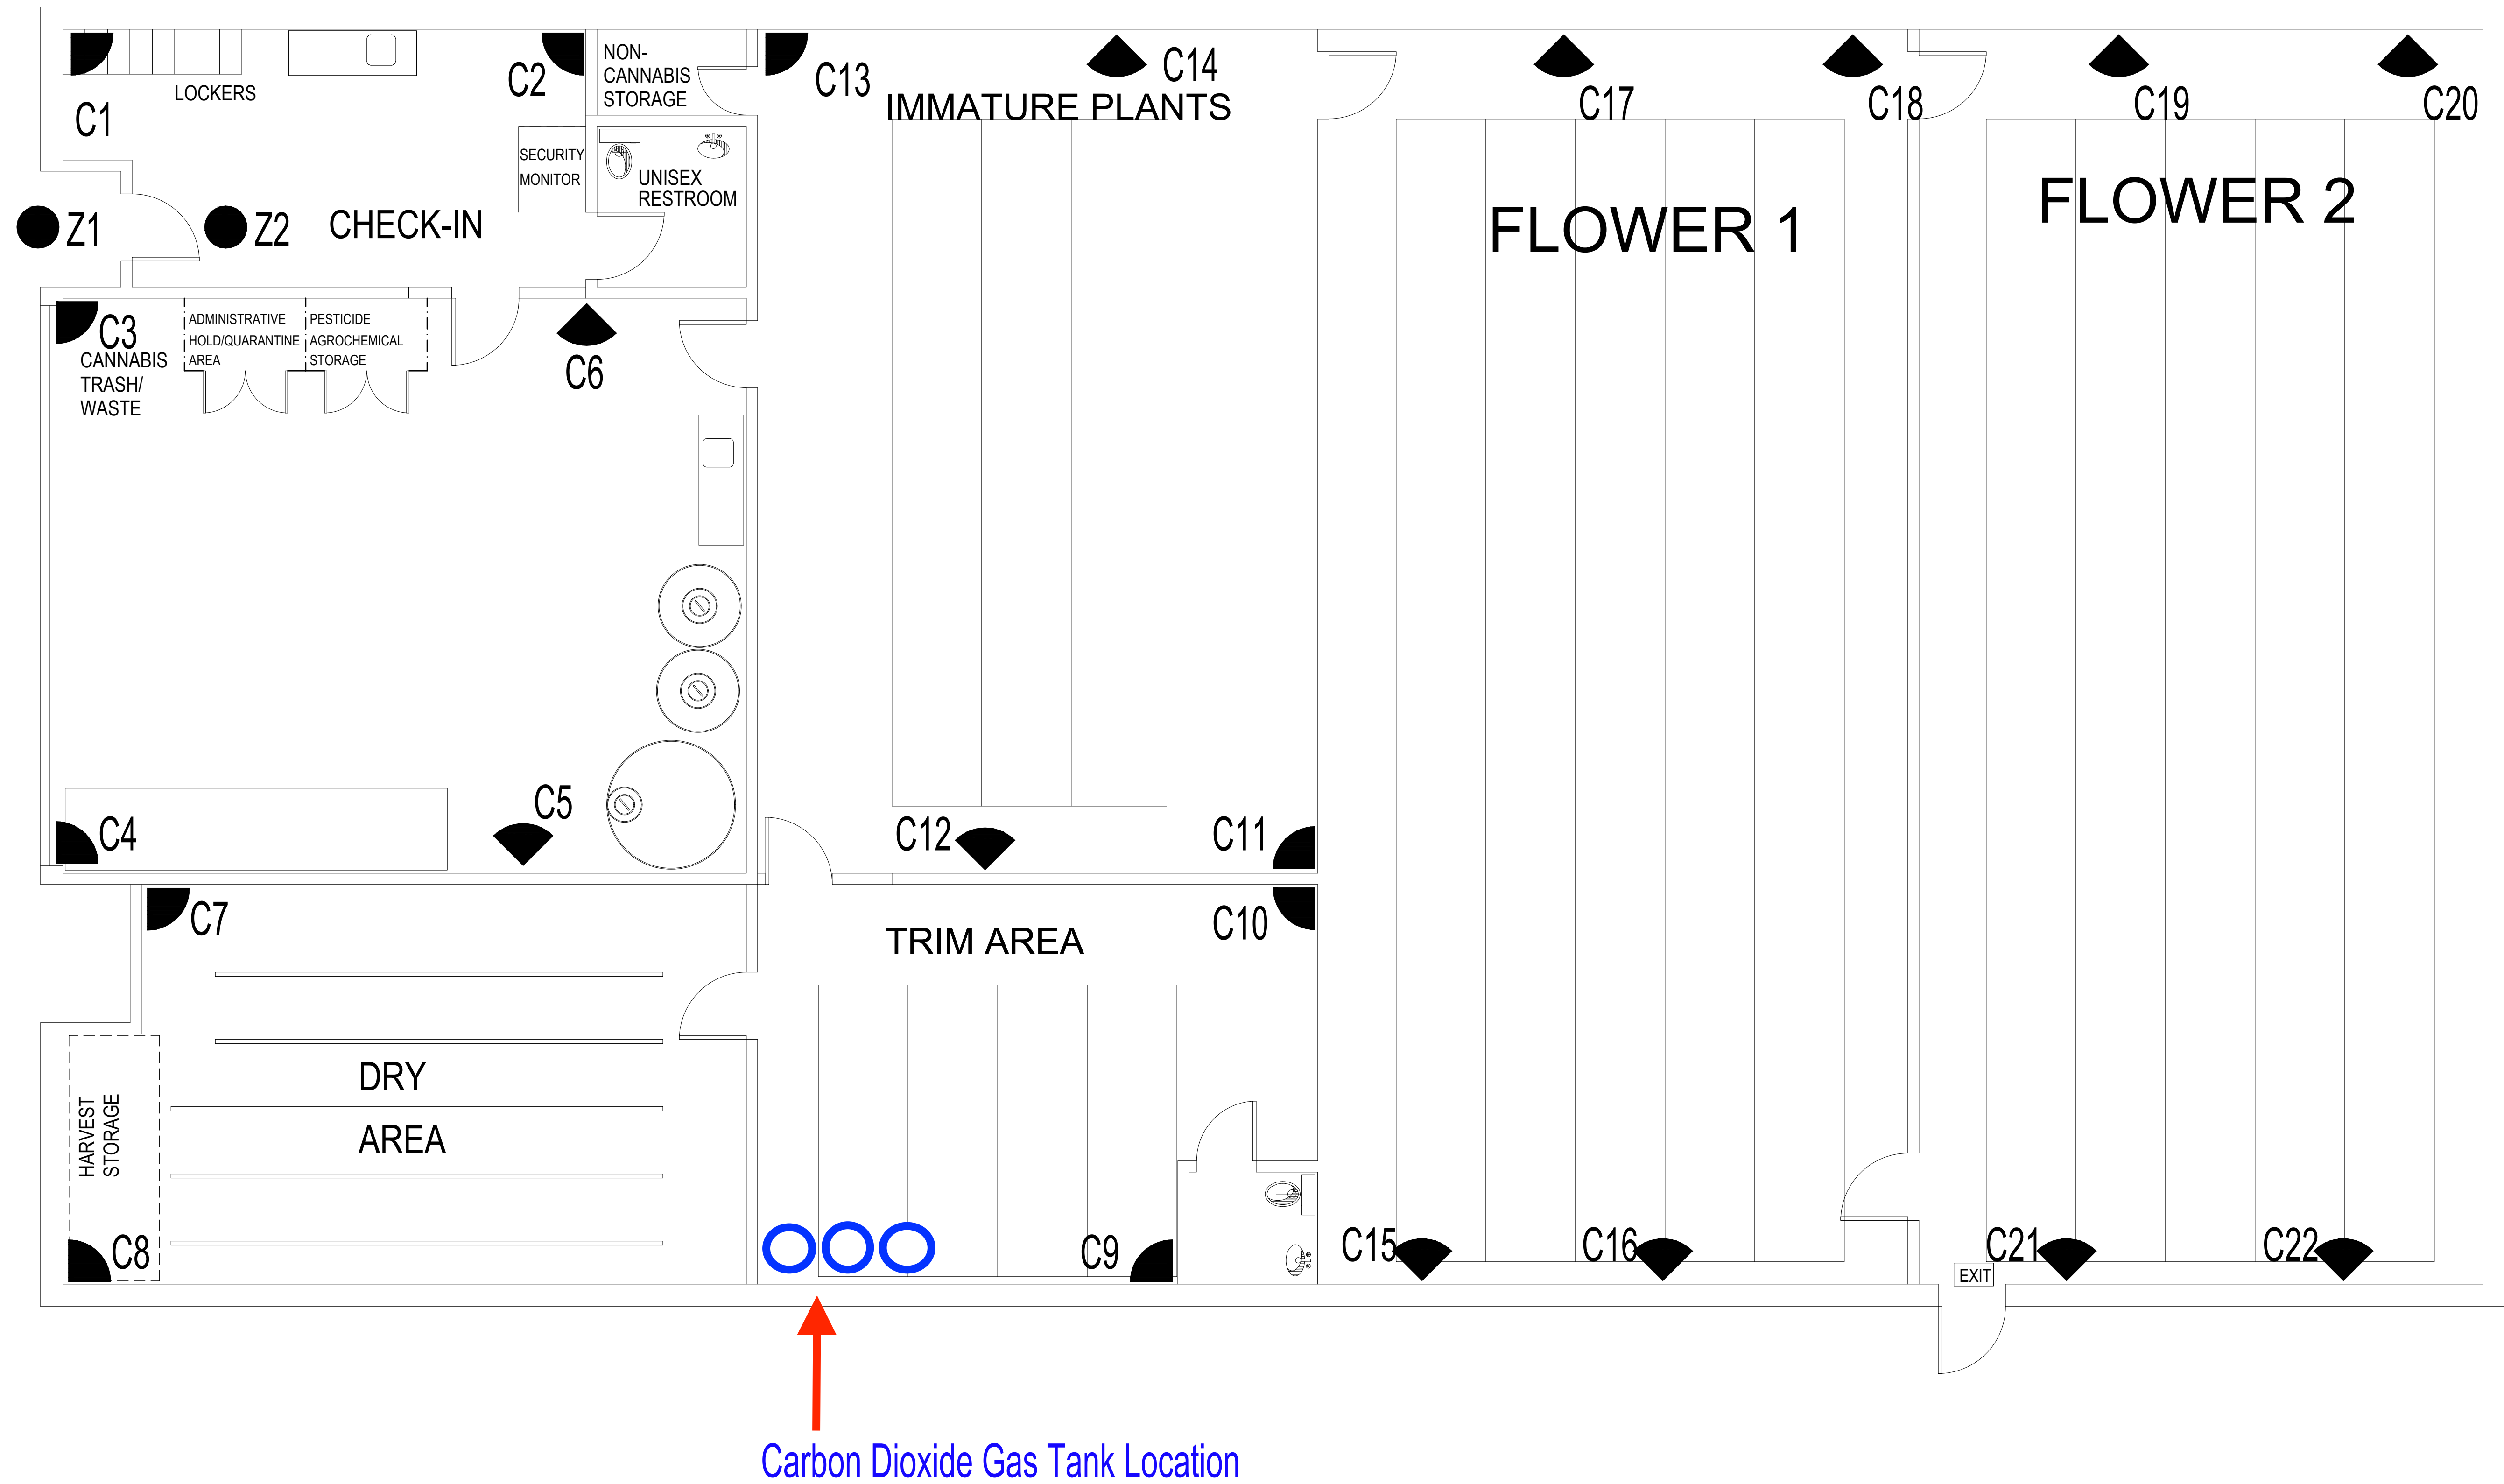 C1
LOCKERS
C2
NON-
CANNABIS
STORAGE
C13
C14
IMMATURE PLANTS
C17
C18
C19
C20
SECURITY
MONITOR
UNISEX
RESTROOM
Z1
Z2
CHECK-IN
FLOWER 1
FLOWER 2
C3
CANNABIS
TRASH/
WASTE
ADMINISTRATIVE
HOLD/QUARANTINE
AREA
PESTICIDE
AGROCHEMICAL
STORAGE
C6
C4
C5
C12
C11
C7
C10
TRIM AREA
DRY
AREA
HARVEST
STORAGE
C8
C9
C15
C16
C21
C22
EXIT
Carbon Dioxide Gas Tank Location